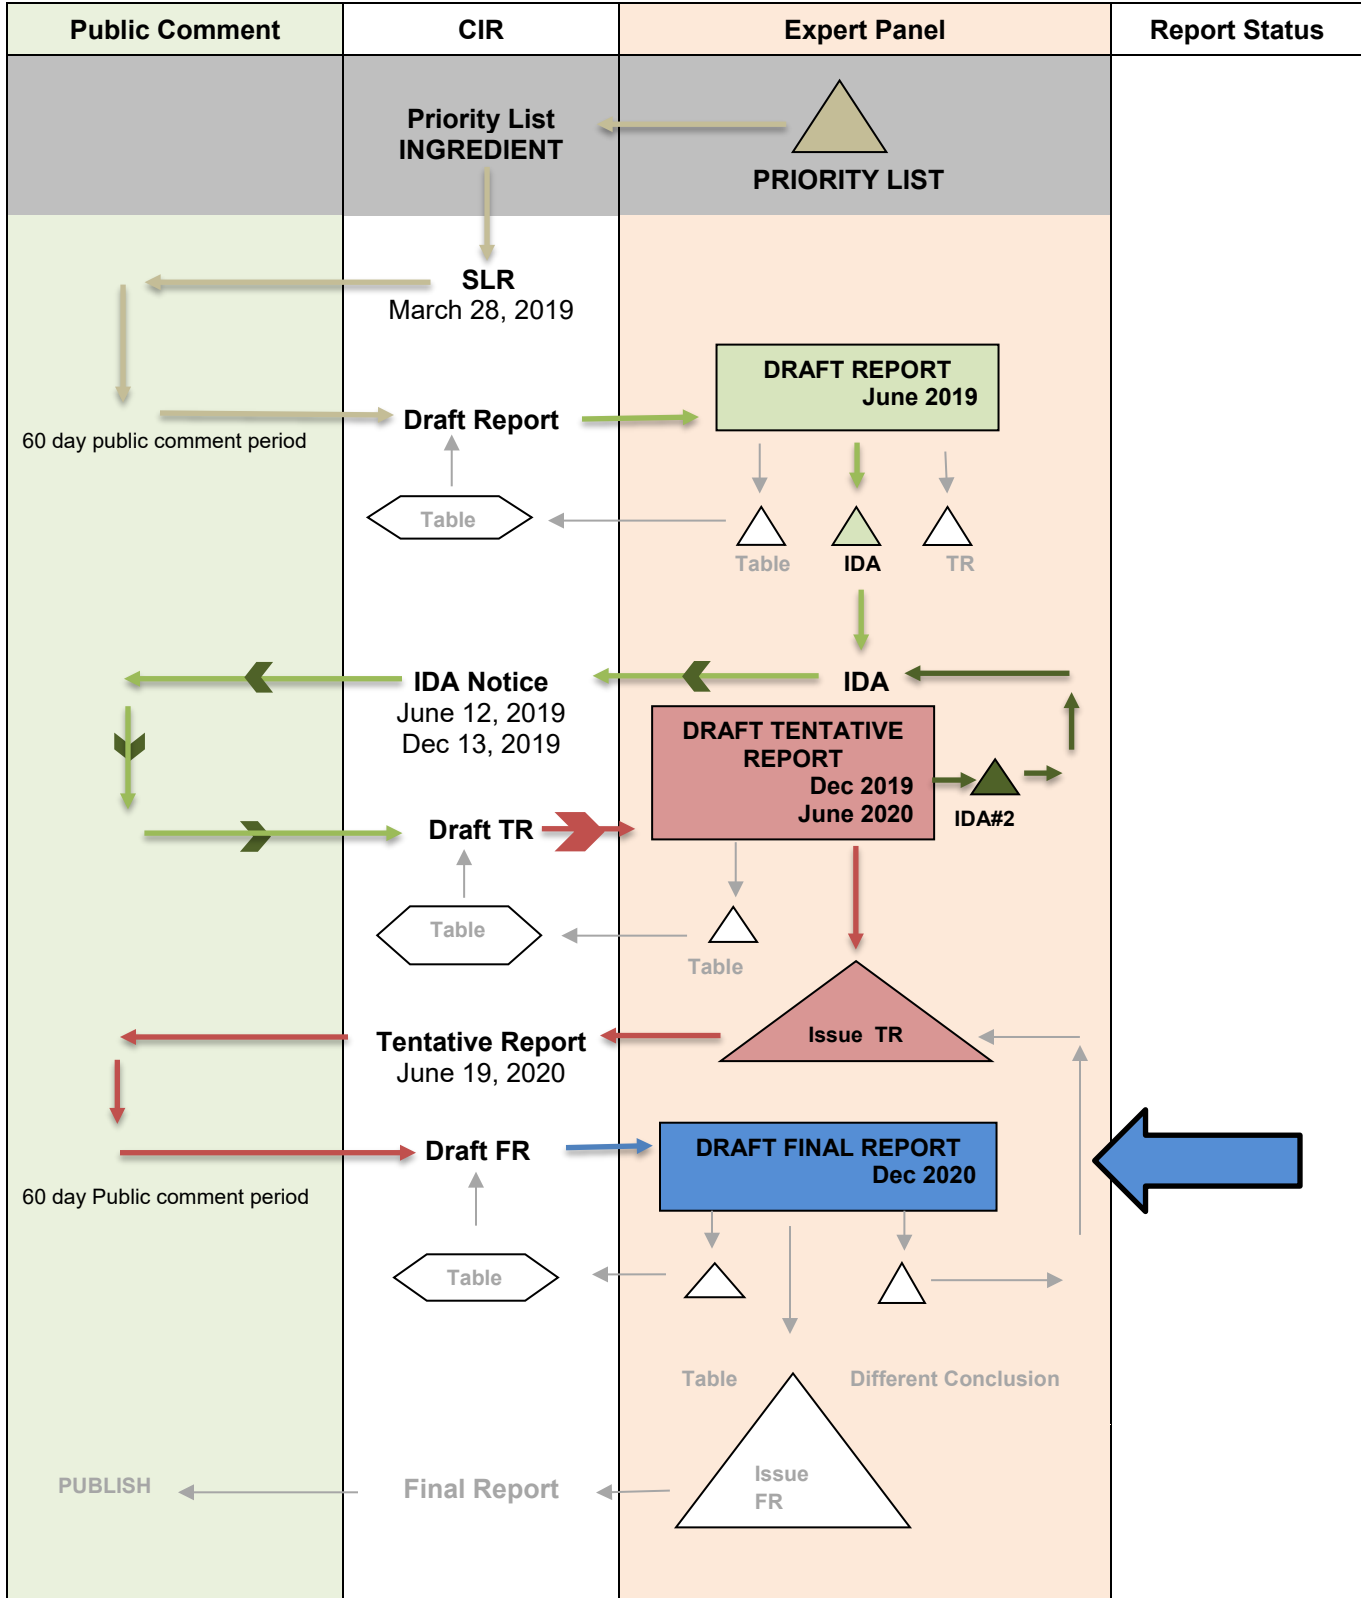 Public Comment
CIR
Expert Panel
Report Status
Priority List
INGREDIENT
PRIORITY LIST
SLR
March 28, 2019
60 day public comment period
Draft Report
DRAFT REPORT
June 2019
Table
Table
IDA
TR
IDA Notice
June 12, 2019
Dec 13, 2019
IDA
DRAFT TENTATIVE
REPORT
Dec 2019
June 2020
IDA#2
Draft TR
Table
Table
Issue TR
Tentative Report
June 19, 2020
Draft FR
DRAFT FINAL REPORT
Dec 2020
60 day Public comment period
Table
Table
Different Conclusion
Issue
FR
Final Report
PUBLISH